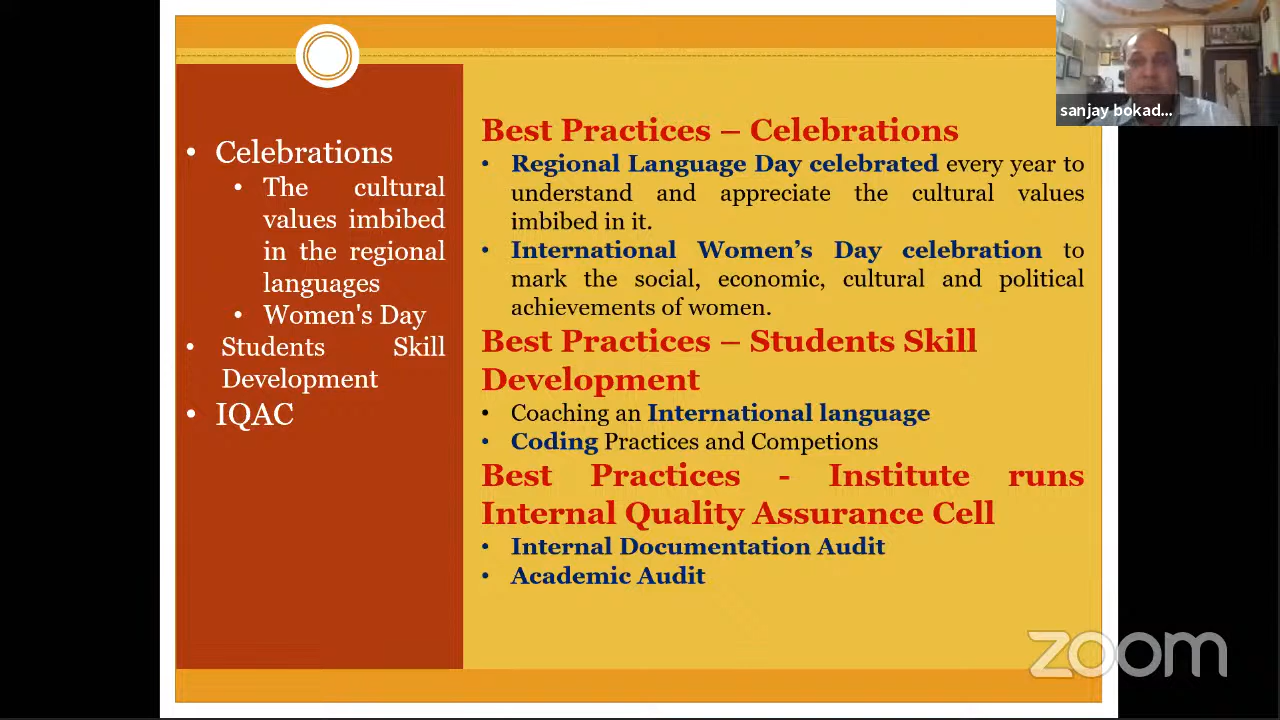 • Celebrations
• The cultural
values imbibed
in the regional
languages
• Women's Day
• Students Skill
Development
• IQAC
Best Practices – Celebrations
• Regional Language Day celebrated every year to
understand and appreciate the cultural values
imbibed in it.
• International Women’s Day celebration to
mark the social, economic, cultural and political
achievements of women.
Best Practices – Students Skill
Development
• Coaching an International language
• Coding Practices and Competions
Best Practices - Institute runs
Internal Quality Assurance Cell
• Internal Documentation Audit
• Academic Audit
sanjay bokad...
zoom